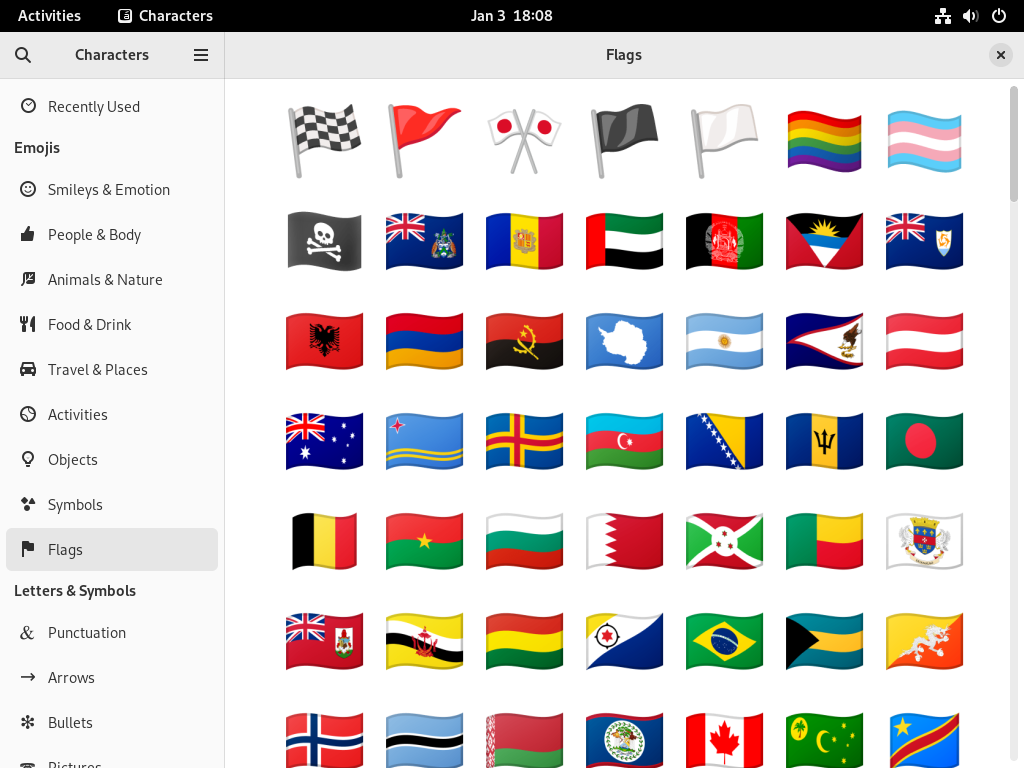 Activities
Characters
Jan 3 18:08
Characters
Flags
Recently Used
Emojis
Smileys & Emotion
People & Body
Animals & Nature
Food & Drink
Travel & Places
Activities
Objects
Symbols
Flags
Letters & Symbols
Punctuation
Arrows
Bullets
Pictures